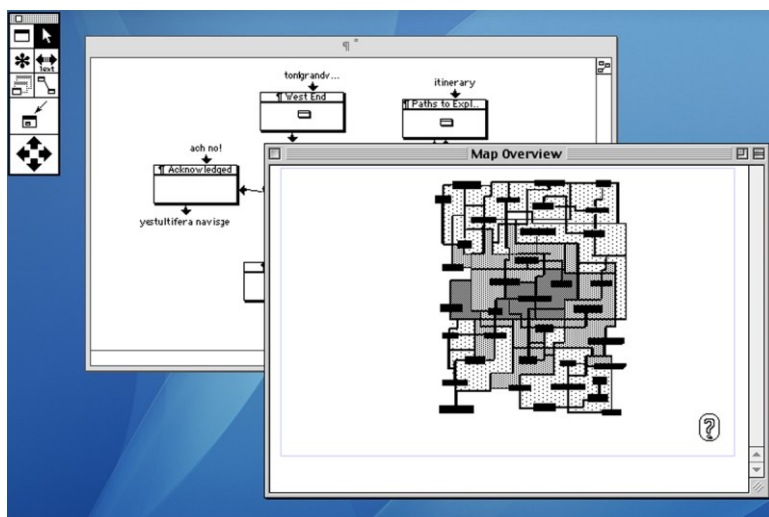 Text
¶
tonlgrandv...
¶ West End
itinerary
¶ Paths to Expl..
ach no!
¶ Acknowledged
yestultifera navisge
Map Overview
?